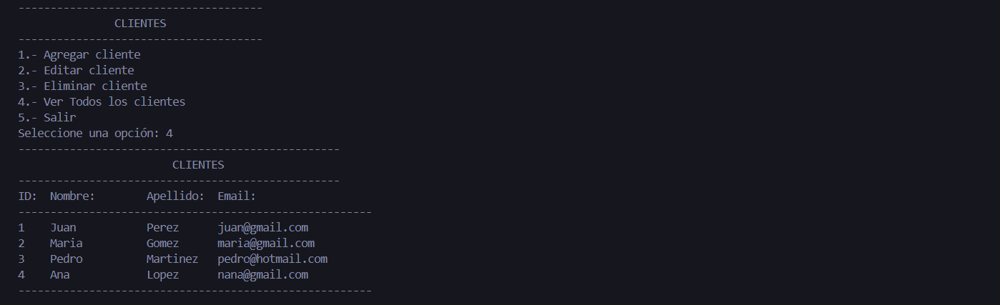 --------------------------------------
               CLIENTES
--------------------------------------
1.- Agregar cliente
2.- Editar cliente
3.- Eliminar cliente
4.- Ver Todos los clientes
5.- Salir
Seleccione una opción: 4
--------------------------------------------------
                        CLIENTES
--------------------------------------------------
ID:  Nombre:        Apellido:  Email:
-------------------------------------------------------
1    Juan           Perez      juan@gmail.com
2    Maria          Gomez      maria@gmail.com
3    Pedro          Martinez   pedro@hotmail.com
4    Ana            Lopez      nana@gmail.com
-------------------------------------------------------